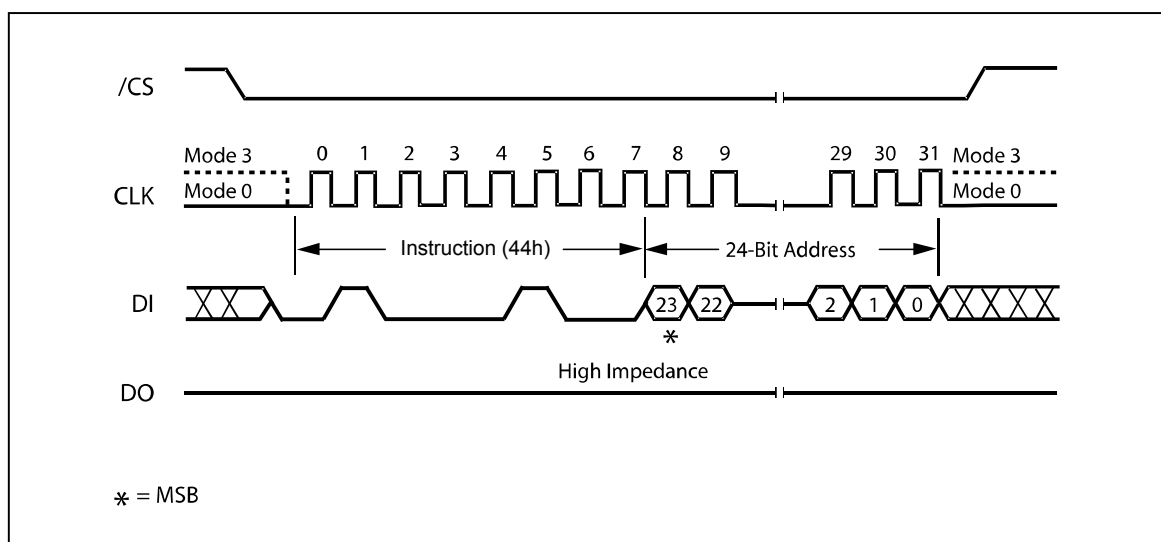 /CS
Mode 3 0 1 2 3 4 5 6 7 8 9 29 30 31 Mode 3
CLK Mode 0 Mode 0
Instruction (44h) 24-Bit Address
DI 23 22 2 1 0
*
High Impedance
DO
* = MSB